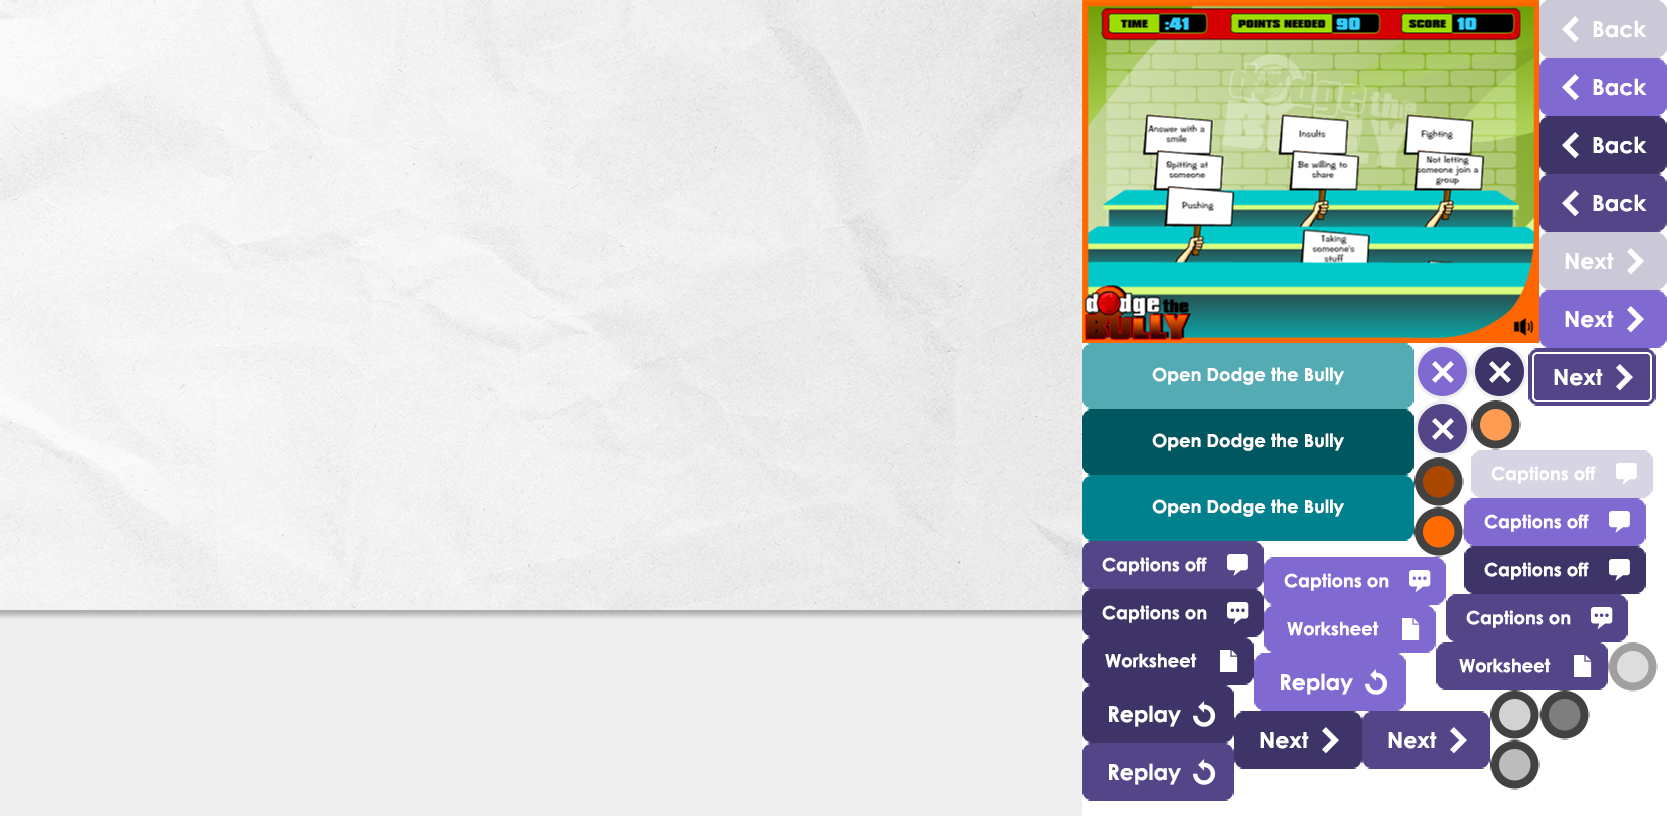 TIME :41 POINTS NEEDED 90 SCORE 10
dodge the
BULLY
Answer with a
smile
Insults
Fighting
Spitting at
someone
Be willing to
share
Not letting
someone join a
group
Pushing
Taking
someone's
stuff
dodge the
BULLY
Back
Back
Back
Back
Next
Next
Next
Open Dodge the Bully
Open Dodge the Bully
Open Dodge the Bully
Captions off
Captions off
Captions off
Captions off
Captions on
Captions on
Captions on
Worksheet
Worksheet
Worksheet
Replay
Replay
Next
Next
Replay